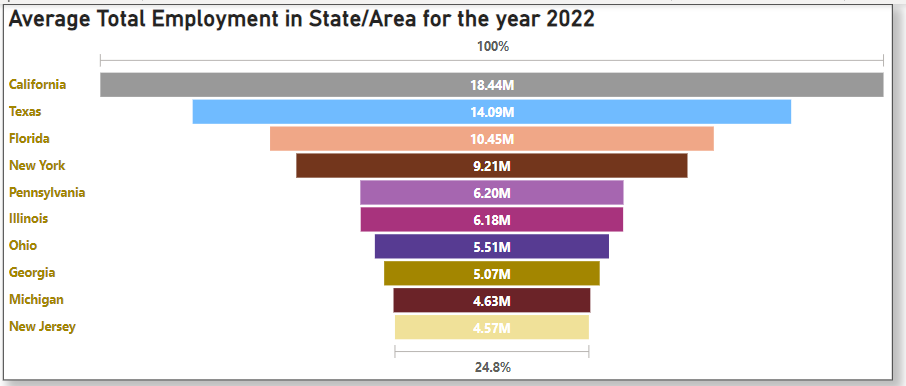 Average Total Employment in State/Area for the year 2022
100%
California 18.44M
Texas 14.09M
Florida 10.45M
New York 9.21M
Pennsylvania 6.20M
Illinois 6.18M
Ohio 5.51M
Georgia 5.07M
Michigan 4.63M
New Jersey 4.57M
24.8%